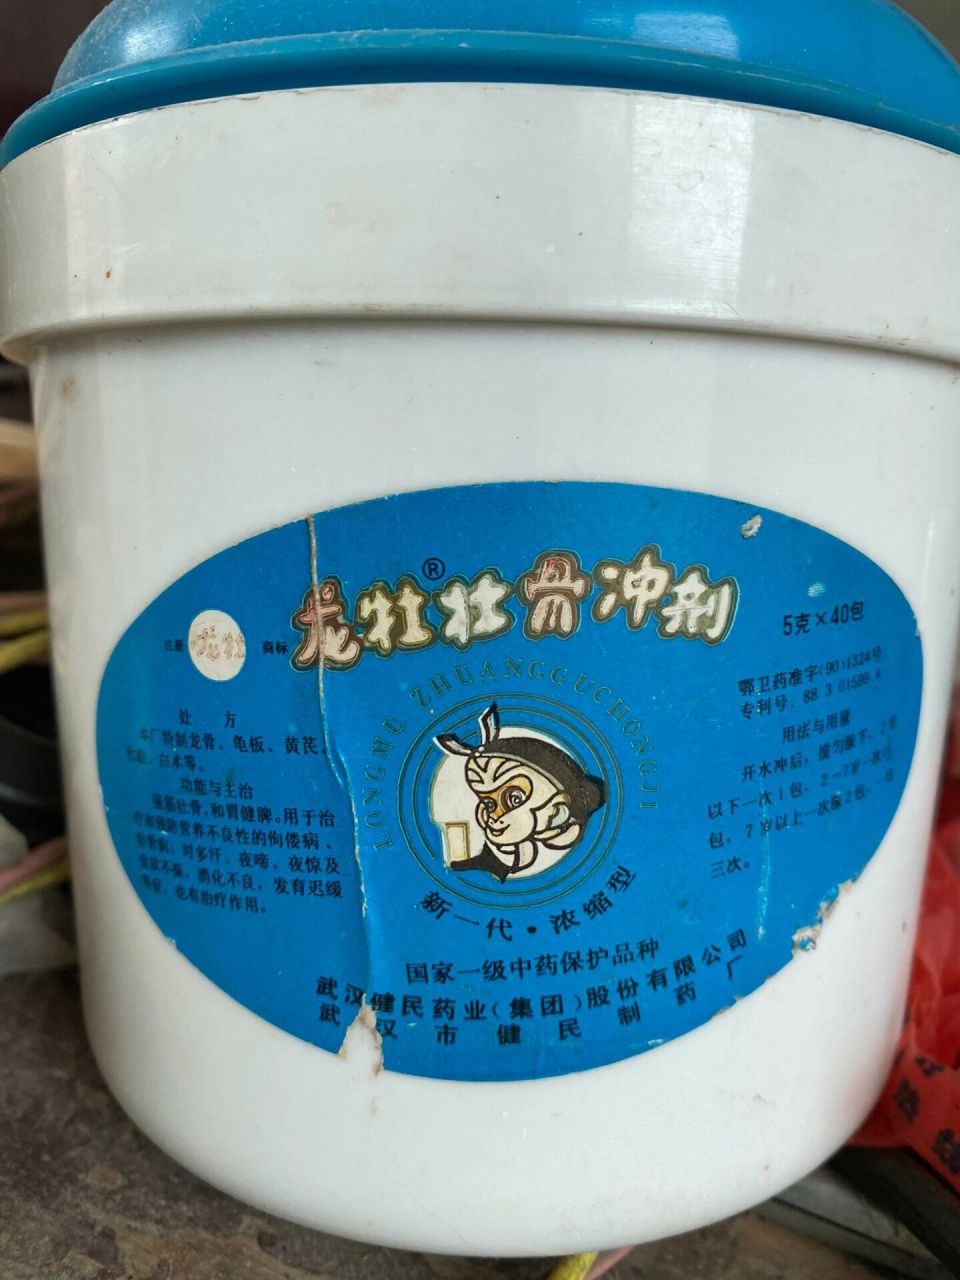 龙牡®壮骨冲剂
LONGMU ZHUANGGUCHONGJI
5克×40包
注册 龙牡 商标
处方
本厂特制龙骨、龟板、黄芪、
牡蛎、白术等。
功能与主治
强筋壮骨,和胃健脾。用于治
疗和预防营养不良性的佝偻病、
软骨病;对多汗、夜啼、夜惊及
食欲不振,消化不良,发育迟缓
等症,也有治疗作用。
鄂卫药准字(90)1324号
专利号. 88 3 01599.4
用法与用量
开水冲后,搅匀服下、2岁
以下一次1包,2-7岁一次
包,7岁以上一次服2包,一日
三次。
新一代·浓缩型
国家一级中药保护品种
武汉健民药业(集团)股份有限公司
武汉市健民制药厂